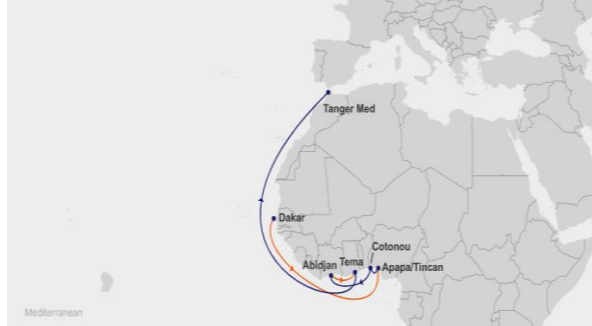 Tanger Med
Dakar
Cotonou
Abidjan
Tema
Apapa/Tincan
Mediterranean